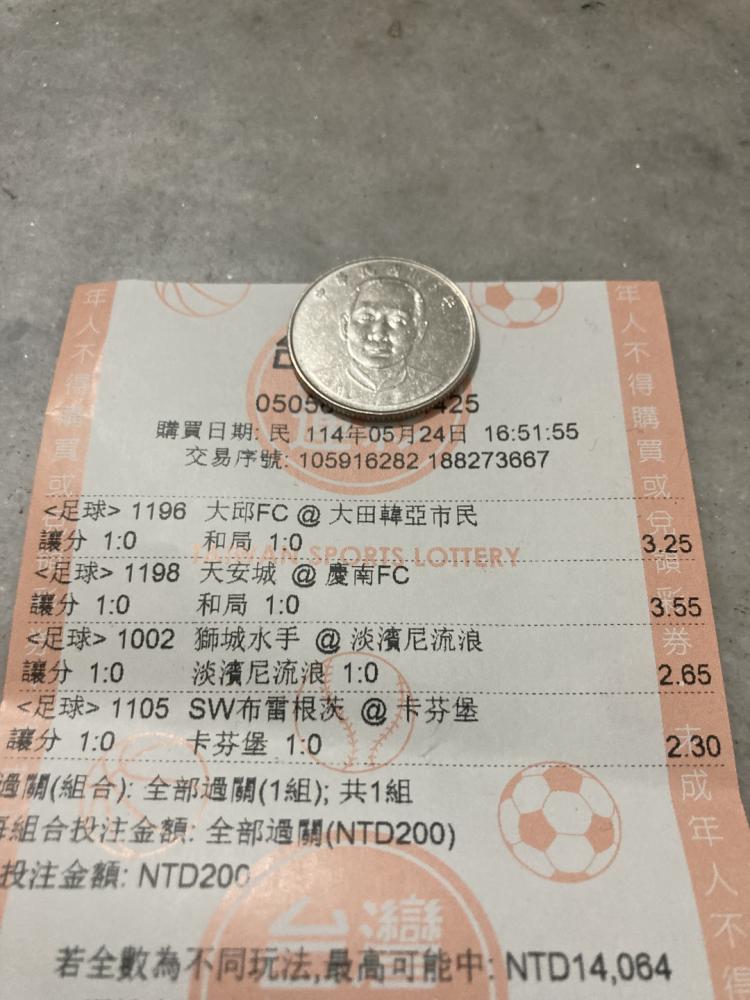 05056
425
購買日期: 民 114年05月24日 16:51:55
交易序號: 105916282 188273667
<足球> 1196 大邱FC @ 大田韓亞市民
讓分 1:0 和局 1:0 3.25
TAIWAN SPORTS LOTTERY
<足球> 1198 天安城 @ 慶南FC
讓分 1:0 和局 1:0 3.55
<足球> 1002 獅城水手 @ 淡濱尼流浪
讓分 1:0 淡濱尼流浪 1:0 2.65
<足球> 1105 SW布雷根茨 @ 卡芬堡
讓分 1:0 卡芬堡 1:0 2.30
過關(組合): 全部過關(1組); 共1組
每組合投注金額: 全部過關(NTD200)
投注金額: NTD200
台灣
若全數為不同玩法,最高可能中: NTD14,064
年人不得購買或兌領彩券
未成年人不得
年人不得購買或